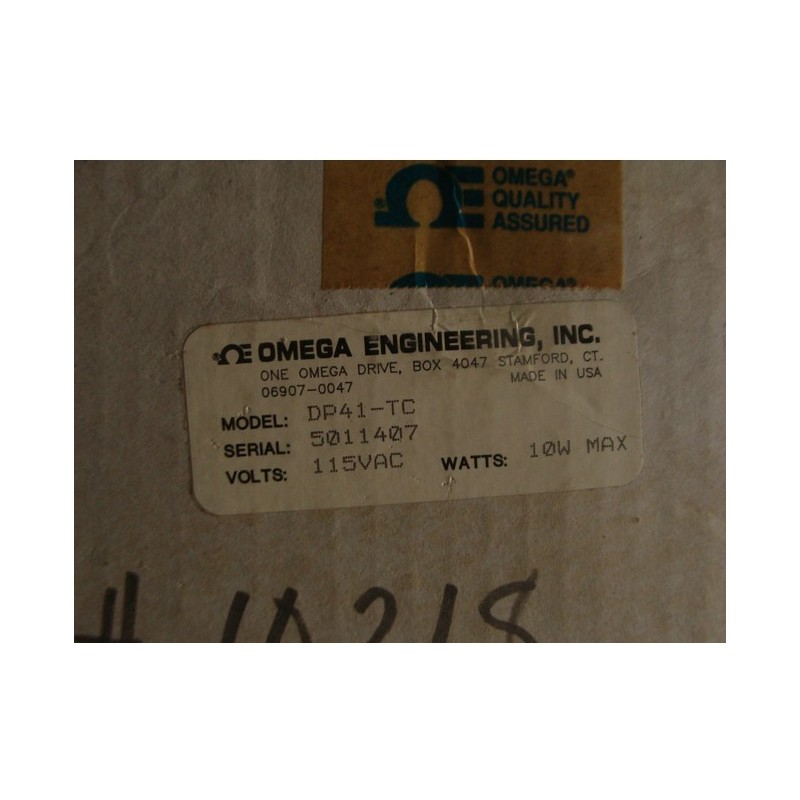 OMEGA®
QUALITY
ASSURED
OMEGA®
OMEGA ENGINEERING, INC.
ONE OMEGA DRIVE, BOX 4047 STAMFORD, CT.
06907-0047 MADE IN USA
MODEL: DP41-TC
SERIAL: 5011407
VOLTS: 115VAC WATTS: 10W MAX